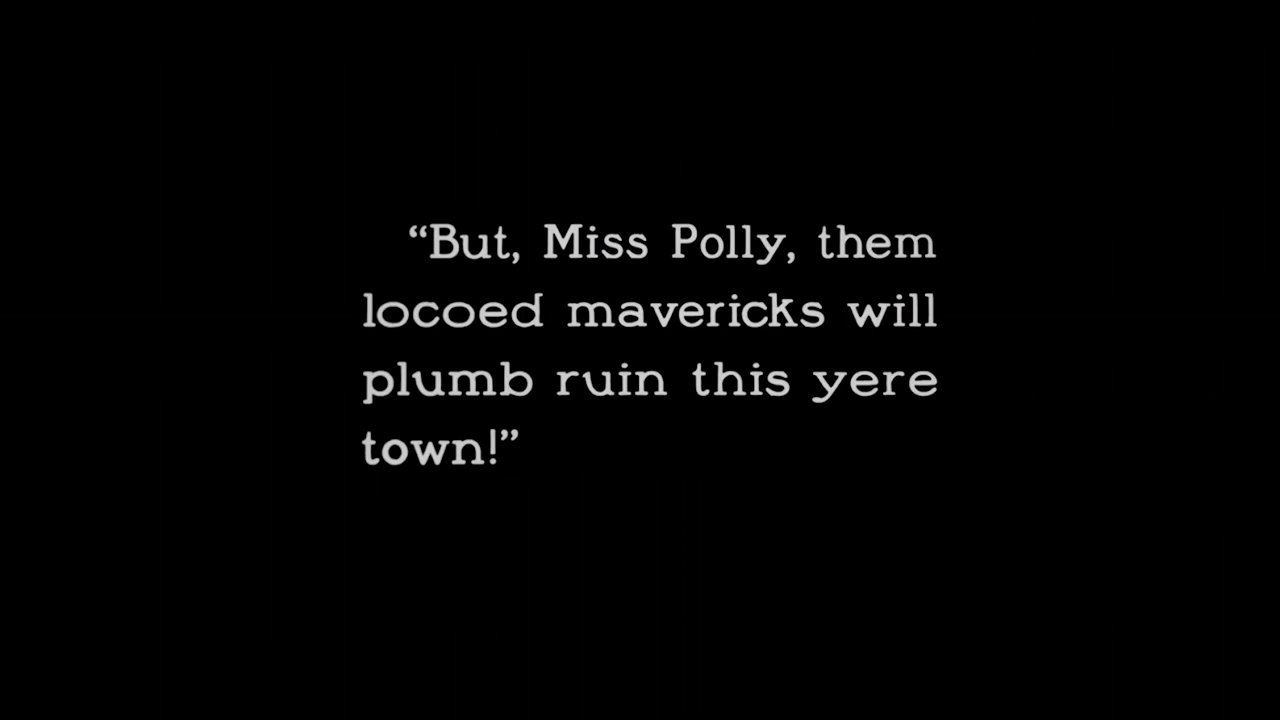 “But, Miss Polly, them
locoed mavericks will
plumb ruin this yere
town!”